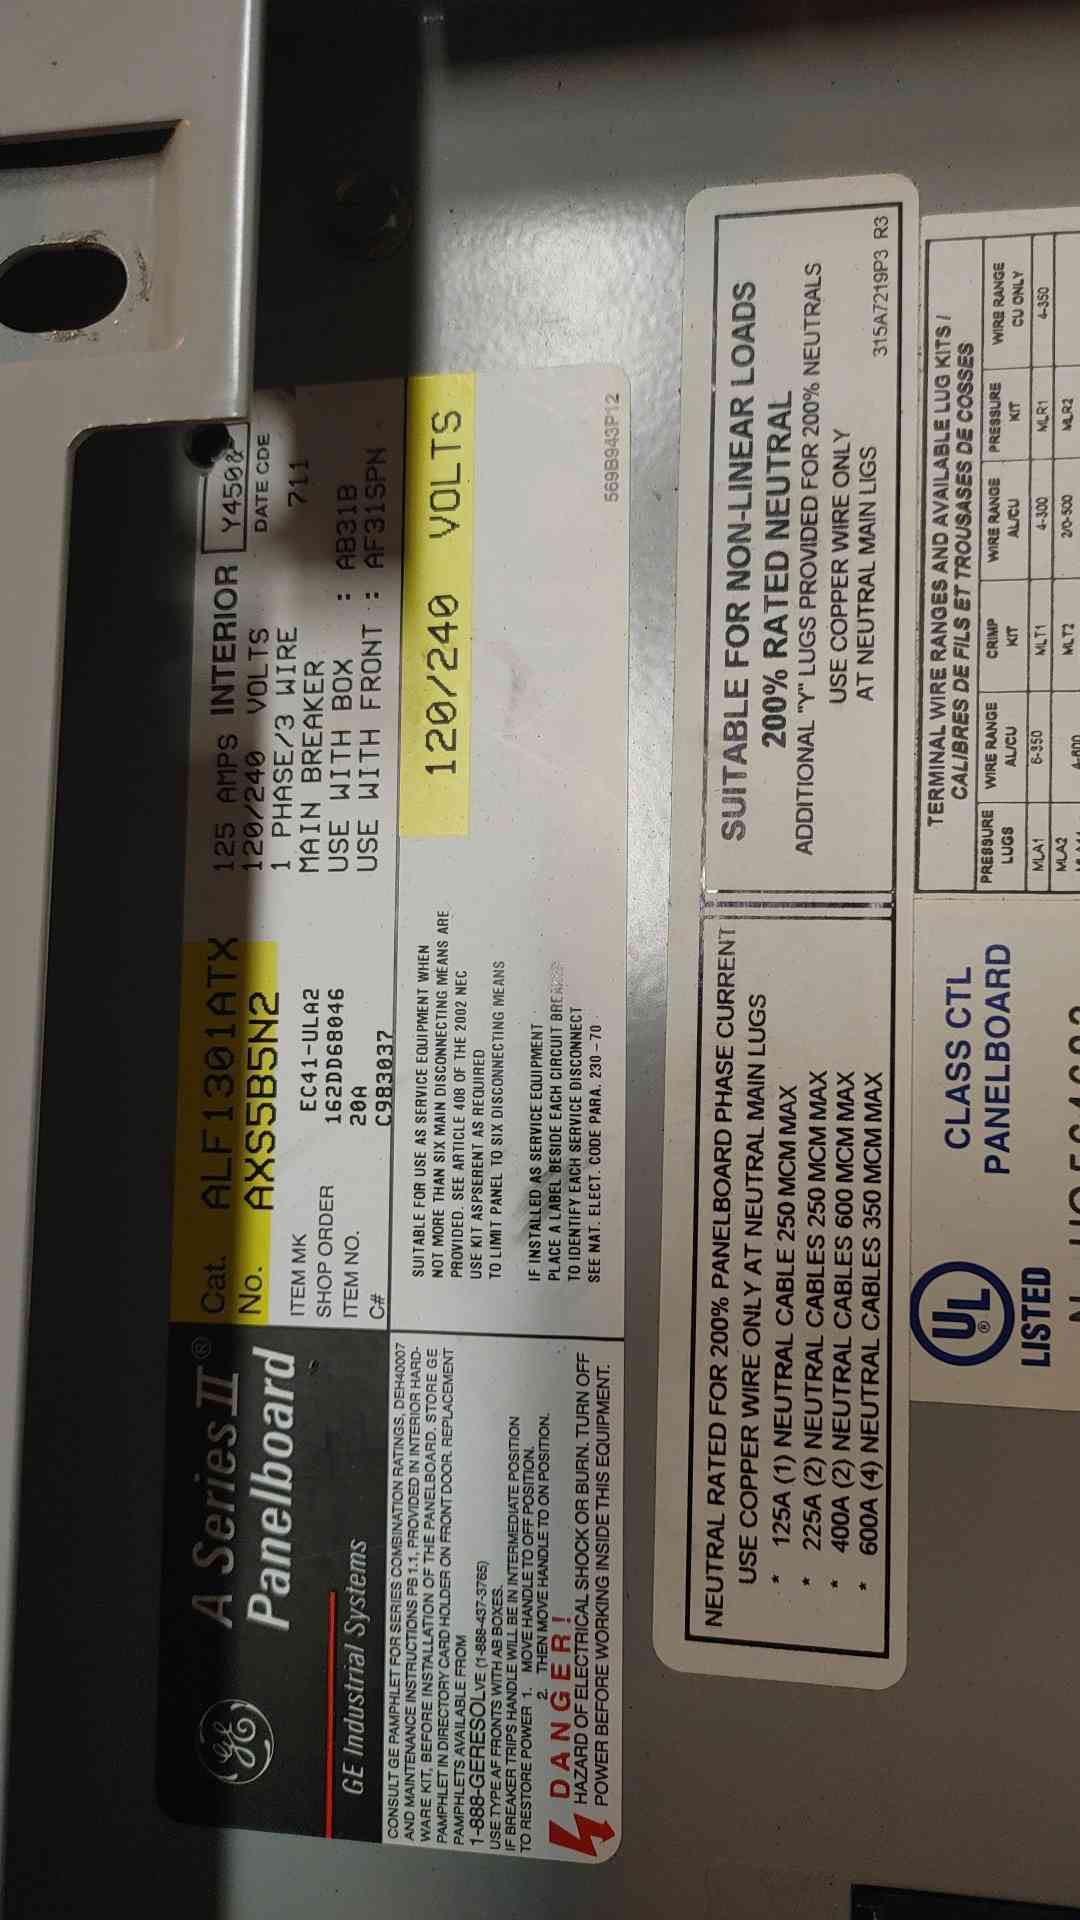 GE
A Series II®
Panelboard
GE Industrial Systems
Cat. ALF1301ATX
No. AXS5B5N2
ITEM MK EC41-ULA2
SHOP ORDER 162DD68046
ITEM NO. 20A
C# C983037
125 AMPS INTERIOR
120/240 VOLTS
1 PHASE/3 WIRE
MAIN BREAKER
USE WITH BOX : AB31B
USE WITH FRONT : AF31SPN
DATE CDE
711
CONSULT GE PAMPHLET FOR SERIES COMBINATION RATINGS, DEH40007
AND MAINTENANCE INSTRUCTIONS PB 1.1, PROVIDED IN INTERIOR HARD-
WARE KIT, BEFORE INSTALLATION OF THE PANELBOARD. STORE GE
PAMPHLET IN DIRECTORY CARD HOLDER ON FRONT DOOR. REPLACEMENT
PAMPHLETS AVAILABLE FROM
1-888-GERESOLVE (1-888-437-3765)
USE TYPE AF FRONTS WITH AB BOXES.
IF BREAKER TRIPS HANDLE WILL BE IN INTERMEDIATE POSITION
TO RESTORE POWER 1. MOVE HANDLE TO OFF POSITION.
2. THEN MOVE HANDLE TO ON POSITION.
DANGER!
HAZARD OF ELECTRICAL SHOCK OR BURN. TURN OFF
POWER BEFORE WORKING INSIDE THIS EQUIPMENT.
SUITABLE FOR USE AS SERVICE EQUIPMENT WHEN
NOT MORE THAN SIX MAIN DISCONNECTING MEANS ARE
PROVIDED. SEE ARTICLE 408 OF THE 2002 NEC
USE KIT ASPSERENT AS REQUIRED
TO LIMIT PANEL TO SIX DISCONNECTING MEANS
IF INSTALLED AS SERVICE EQUIPMENT
PLACE A LABEL BESIDE EACH CIRCUIT BREAKER
TO IDENTIFY EACH SERVICE DISCONNECT
SEE NAT. ELECT. CODE PARA. 230-70
120/240 VOLTS
569B943P12
NEUTRAL RATED FOR 200% PANELBOARD PHASE CURRENT
USE COPPER WIRE ONLY AT NEUTRAL MAIN LUGS
* 125A (1) NEUTRAL CABLE 250 MCM MAX
* 225A (2) NEUTRAL CABLES 250 MCM MAX
* 400A (2) NEUTRAL CABLES 600 MCM MAX
* 600A (4) NEUTRAL CABLES 350 MCM MAX
SUITABLE FOR NON-LINEAR LOADS
200% RATED NEUTRAL
ADDITIONAL "Y" LUGS PROVIDED FOR 200% NEUTRALS
USE COPPER WIRE ONLY
AT NEUTRAL MAIN LIGS
315A7219P3 R3
UL®
LISTED
CLASS CTL
PANELBOARD
TERMINAL WIRE RANGES AND AVAILABLE LUG KITS /
CALIBRES DE FILS ET TROUSASES DE COSSES
PRESSURE LUGS WIRE RANGE AL/CU CRIMP KIT WIRE RANGE AL/CU PRESSURE KIT WIRE RANGE CU ONLY
MLA1 6-350 MLT1 4-300 MLR1 4-350
MLA2 MLT2 2/0-500 MLR2